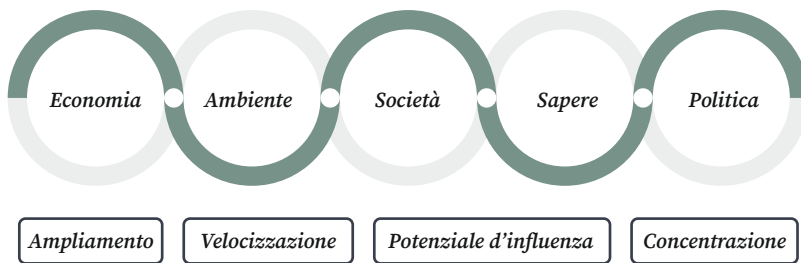 Economia
Ambiente
Società
Sapere
Politica
Ampliamento
Velocizzazione
Potenziale d’influenza
Concentrazione